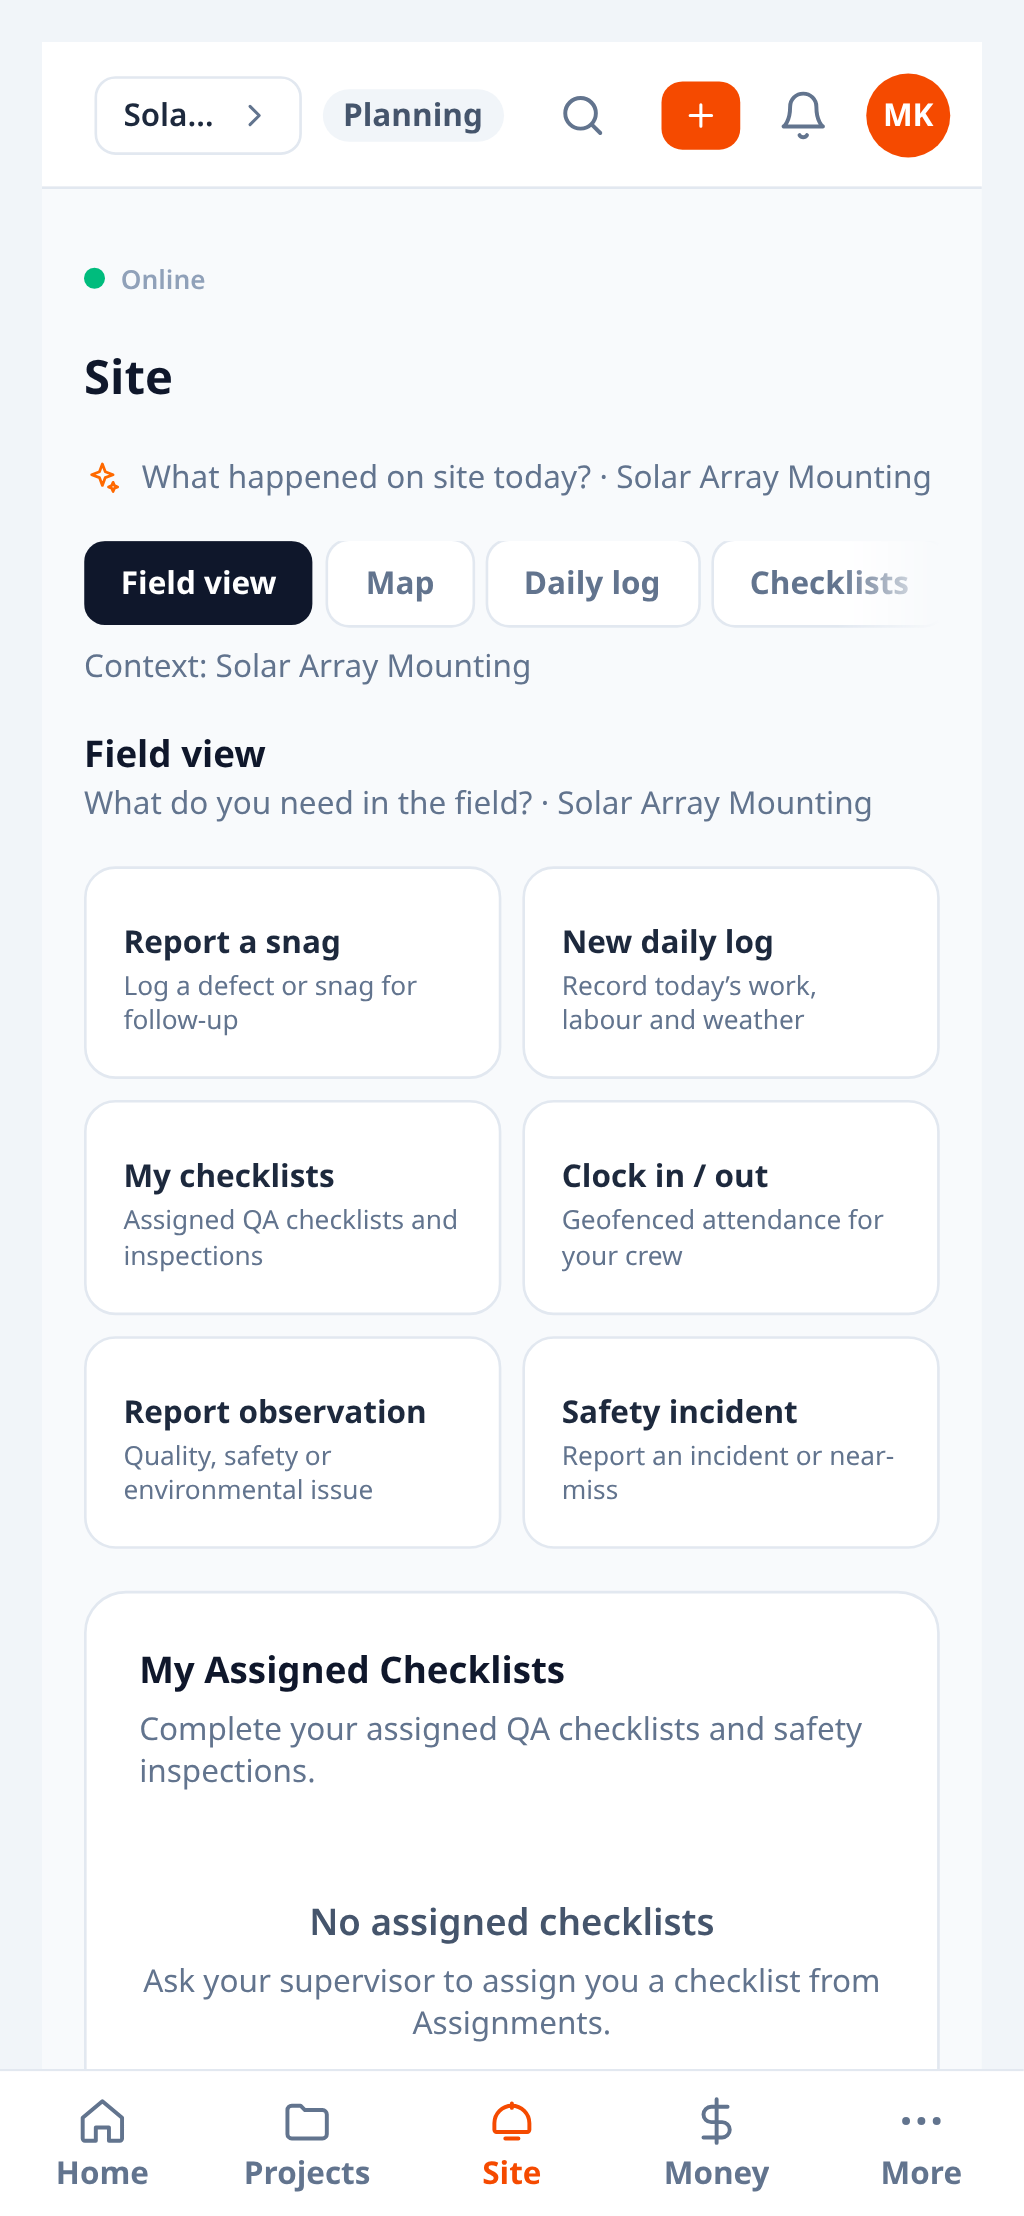 Sola...
Planning
MK
Online
Site
What happened on site today? · Solar Array Mounting
Field view
Map
Daily log
Checklists
Context: Solar Array Mounting
Field view
What do you need in the field? · Solar Array Mounting
Report a snag
Log a defect or snag for
follow-up
New daily log
Record today’s work,
labour and weather
My checklists
Assigned QA checklists and
inspections
Clock in / out
Geofenced attendance for
your crew
Report observation
Quality, safety or
environmental issue
Safety incident
Report an incident or near-
miss
My Assigned Checklists
Complete your assigned QA checklists and safety
inspections.
No assigned checklists
Ask your supervisor to assign you a checklist from
Assignments.
Home
Projects
Site
Money
More